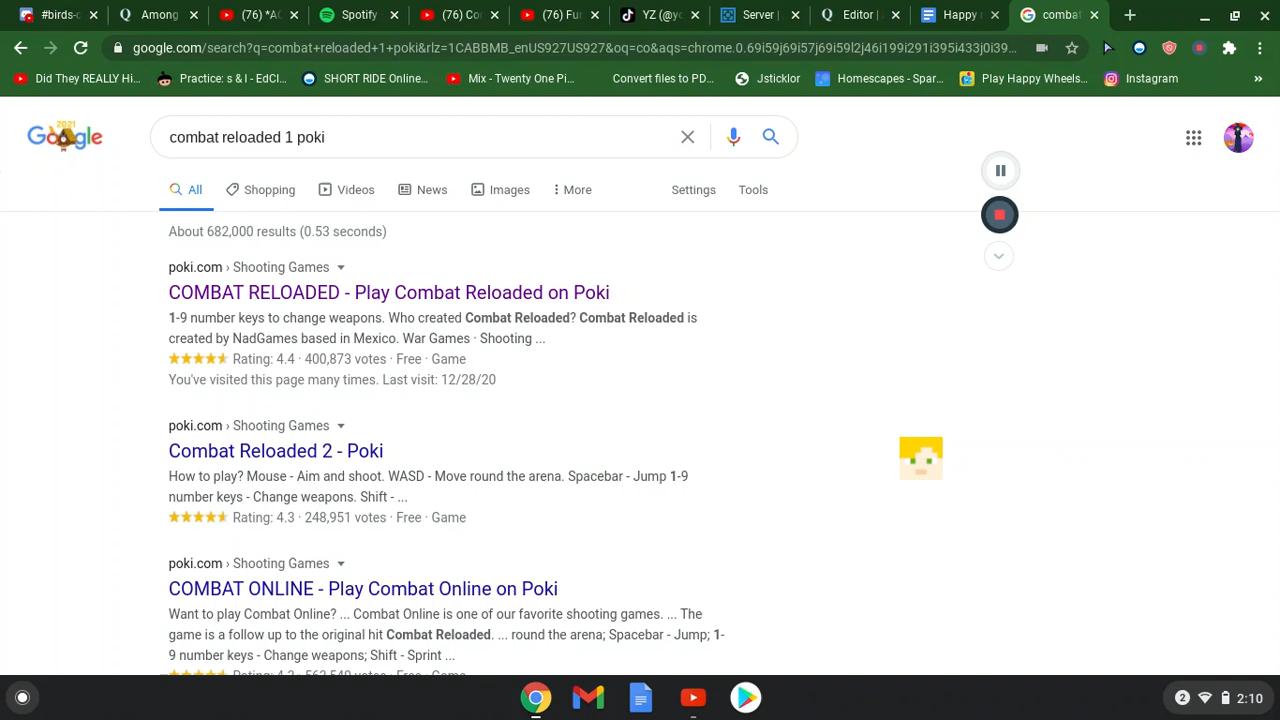 #birds-c
Among
(76) *AC
Spotify
(76) Co
(76) Fu
YZ (@yo
Server |
Editor |
Happy n
combat
google.com/search?q=combat+reloaded+1+poki&rlz=1CABBMB_enUS927US927&oq=co&aqs=chrome.0.69i59j69i57j69i59l2j46i199i291i395i433j0i39...
Did They REALLY Hi...
Practice: s & l - EdCl...
SHORT RIDE Online...
Mix - Twenty One Pi...
Convert files to PD...
Jsticklor
Homescapes - Spar...
Play Happy Wheels...
Instagram
»
2021
Google
combat reloaded 1 poki
All
Shopping
Videos
News
Images
More
Settings
Tools
About 682,000 results (0.53 seconds)
poki.com › Shooting Games
COMBAT RELOADED - Play Combat Reloaded on Poki
1-9 number keys to change weapons. Who created Combat Reloaded? Combat Reloaded is
created by NadGames based in Mexico. War Games · Shooting ...
Rating: 4.4 · 400,873 votes · Free · Game
You've visited this page many times. Last visit: 12/28/20
poki.com › Shooting Games
Combat Reloaded 2 - Poki
How to play? Mouse - Aim and shoot. WASD - Move round the arena. Spacebar - Jump 1-9
number keys - Change weapons. Shift - ...
Rating: 4.3 · 248,951 votes · Free · Game
poki.com › Shooting Games
COMBAT ONLINE - Play Combat Online on Poki
Want to play Combat Online? ... Combat Online is one of our favorite shooting games. ... The
game is a follow up to the original hit Combat Reloaded. ... round the arena; Spacebar - Jump; 1-
9 number keys - Change weapons; Shift - Sprint ...
2
2:10